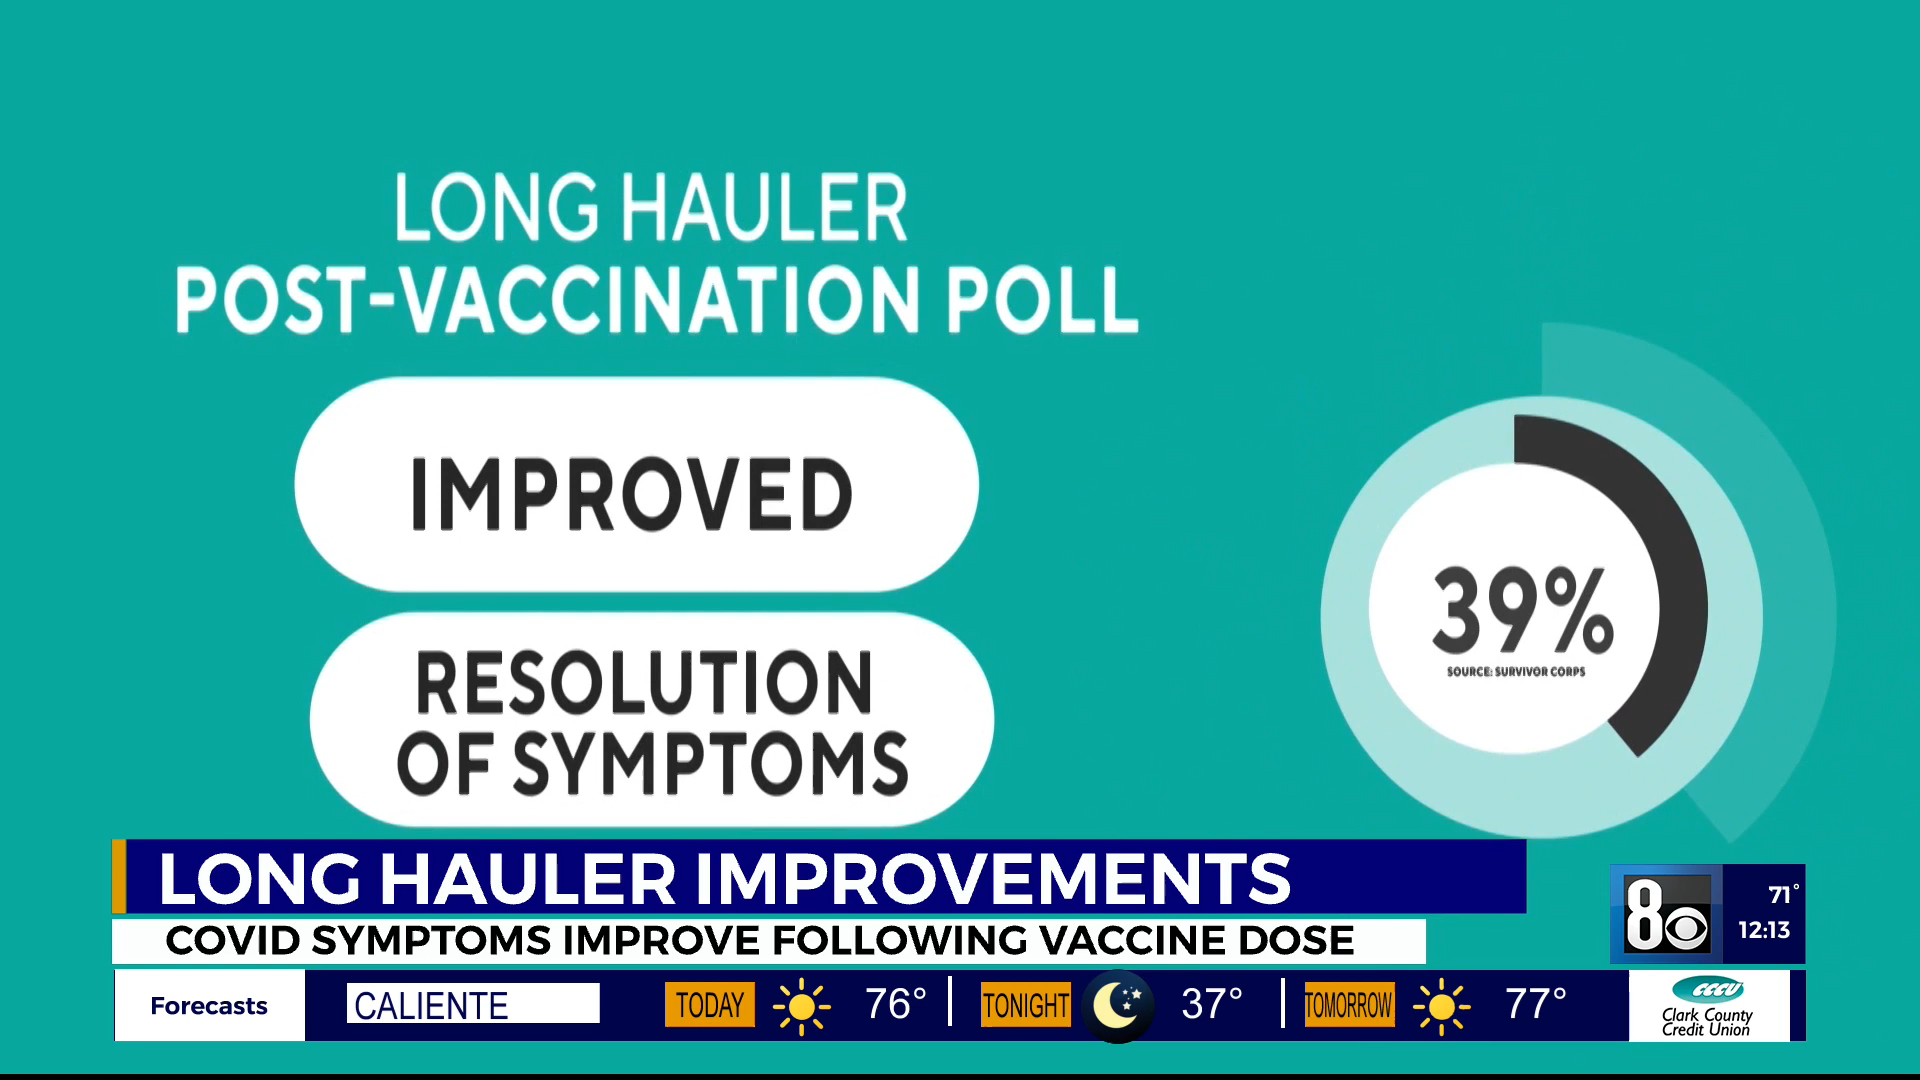 LONG HAULER
POST-VACCINATION POLL
IMPROVED
RESOLUTION
OF SYMPTOMS
39%
SOURCE: SURVIVOR CORPS
LONG HAULER IMPROVEMENTS
COVID SYMPTOMS IMPROVE FOLLOWING VACCINE DOSE
8
71°
12:13
Forecasts
CALIENTE
TODAY 76°
TONIGHT 37°
TOMORROW 77°
CCCU
Clark County
Credit Union